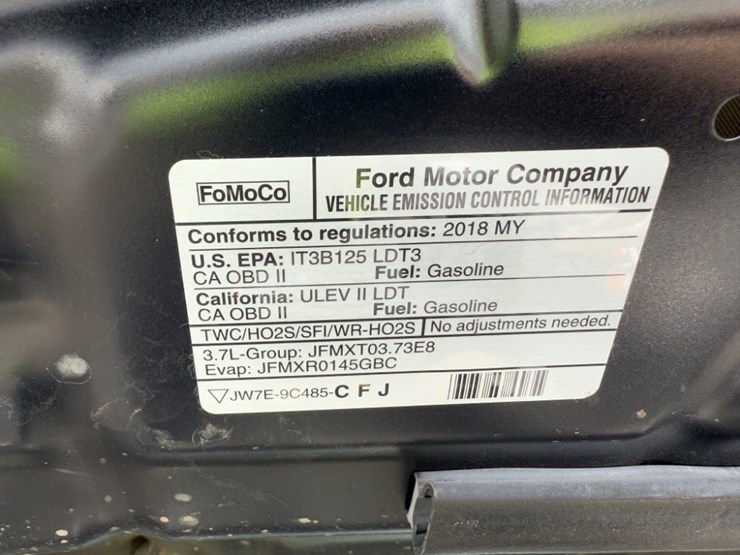 FoMoCo
Ford Motor Company
VEHICLE EMISSION CONTROL INFORMATION
Conforms to regulations: 2018 MY
U.S. EPA: IT3B125 LDT3
CA OBD II Fuel: Gasoline
California: ULEV II LDT
CA OBD II Fuel: Gasoline
TWC/HO2S/SFI/WR-HO2S No adjustments needed.
3.7L-Group: JFMXT03.73E8
Evap: JFMXR0145GBC
JW7E-9C485-C F J